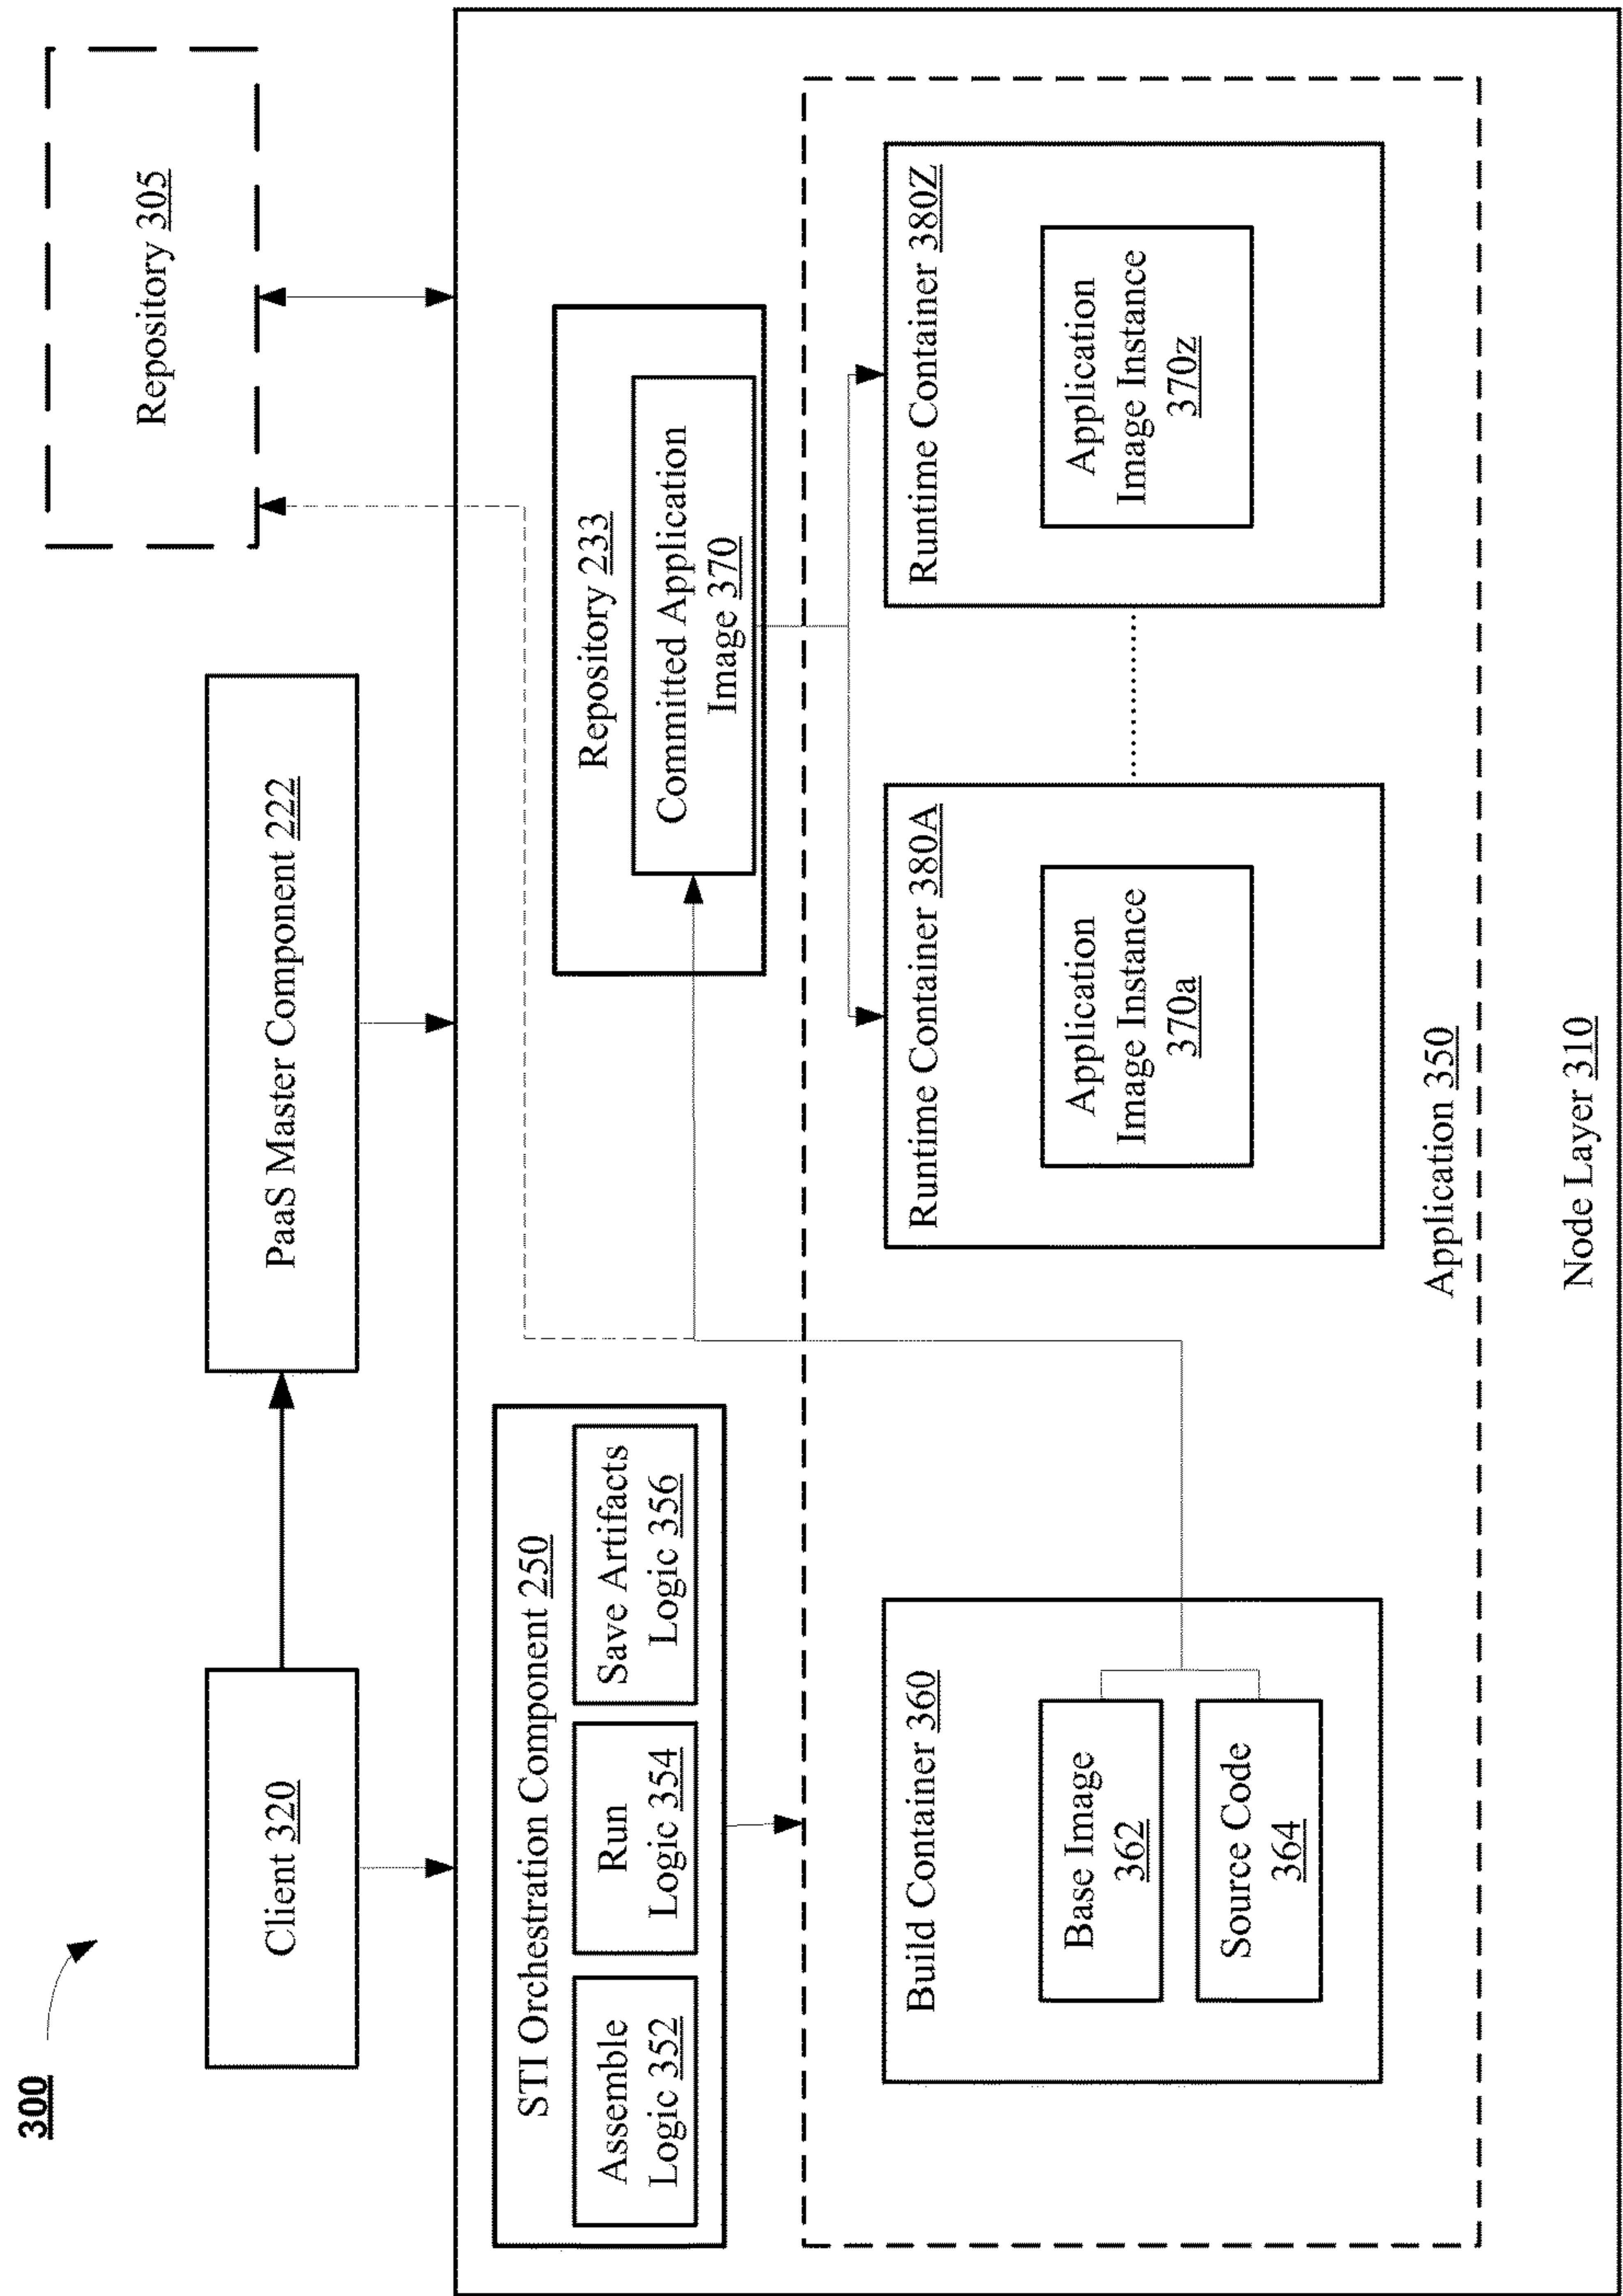 300
Client 320
PaaS Master Component 222
Repository 305
STI Orchestration Component 250
Assemble
Logic 352
Run
Logic 354
Save Artifacts
Logic 356
Repository 233
Committed Application
Image 370
Build Container 360
Base Image
362
Source Code
364
Runtime Container 380A
Application
Image Instance
370a
Runtime Container 380Z
Application
Image Instance
370z
Application 350
Node Layer 310